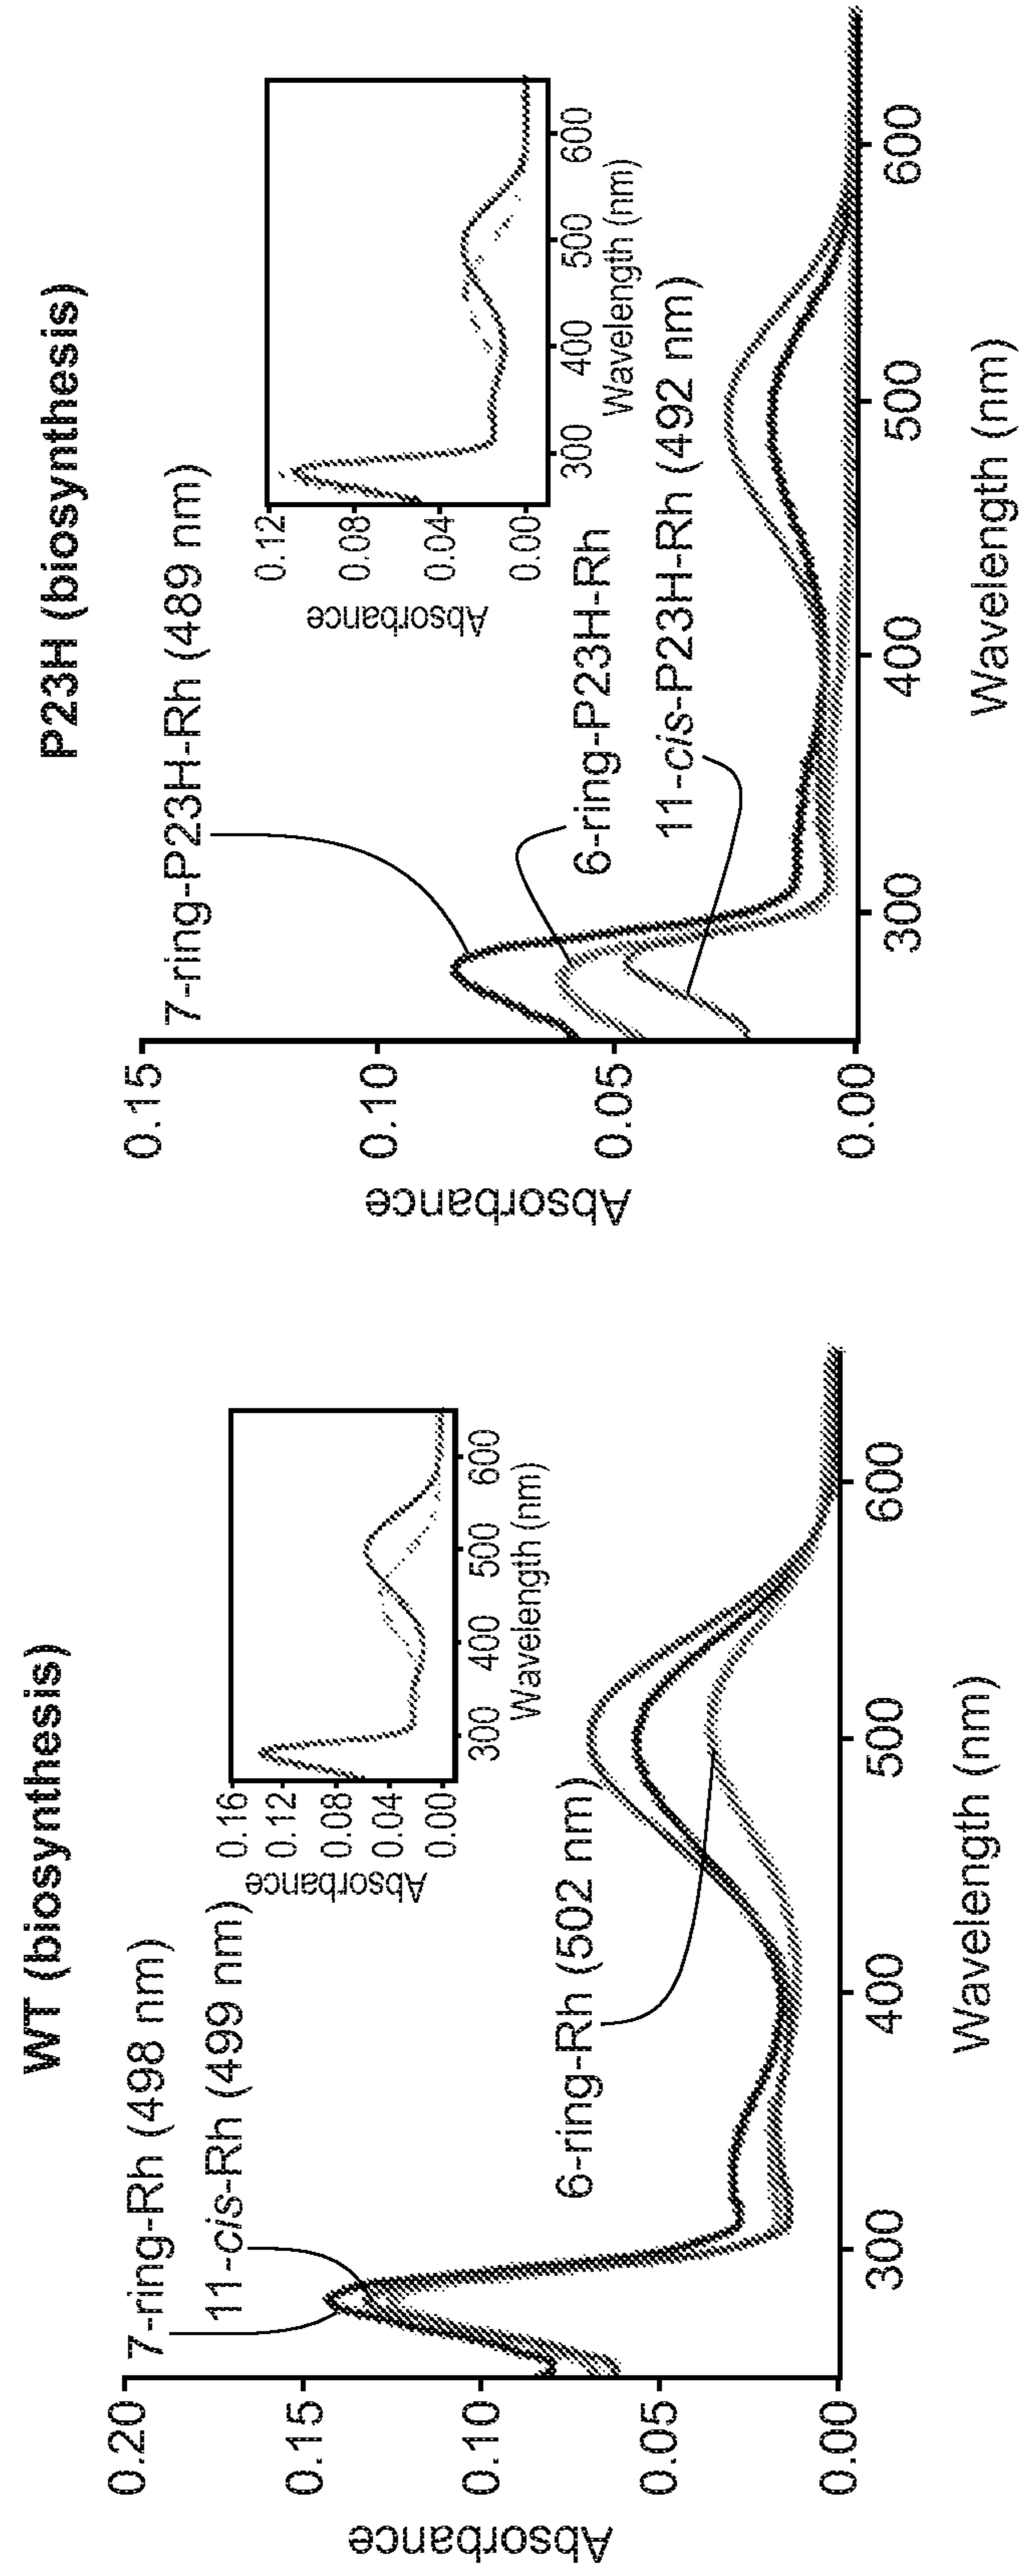 WT (biosynthesis)
7-ring-Rh (498 nm)
11-cis-Rh (499 nm)
6-ring-Rh (502 nm)
Absorbance
0.20
0.15
0.10
0.05
0.00
300
400
500
600
Wavelength (nm)
Absorbance
0.16
0.12
0.08
0.04
0.00
300
400
500
600
Wavelength (nm)
P23H (biosynthesis)
7-ring-P23H-Rh (489 nm)
6-ring-P23H-Rh
11-cis-P23H-Rh (492 nm)
Absorbance
0.15
0.10
0.05
0.00
300
400
500
600
Wavelength (nm)
Absorbance
0.12
0.08
0.04
0.00
300
400
500
600
Wavelength (nm)